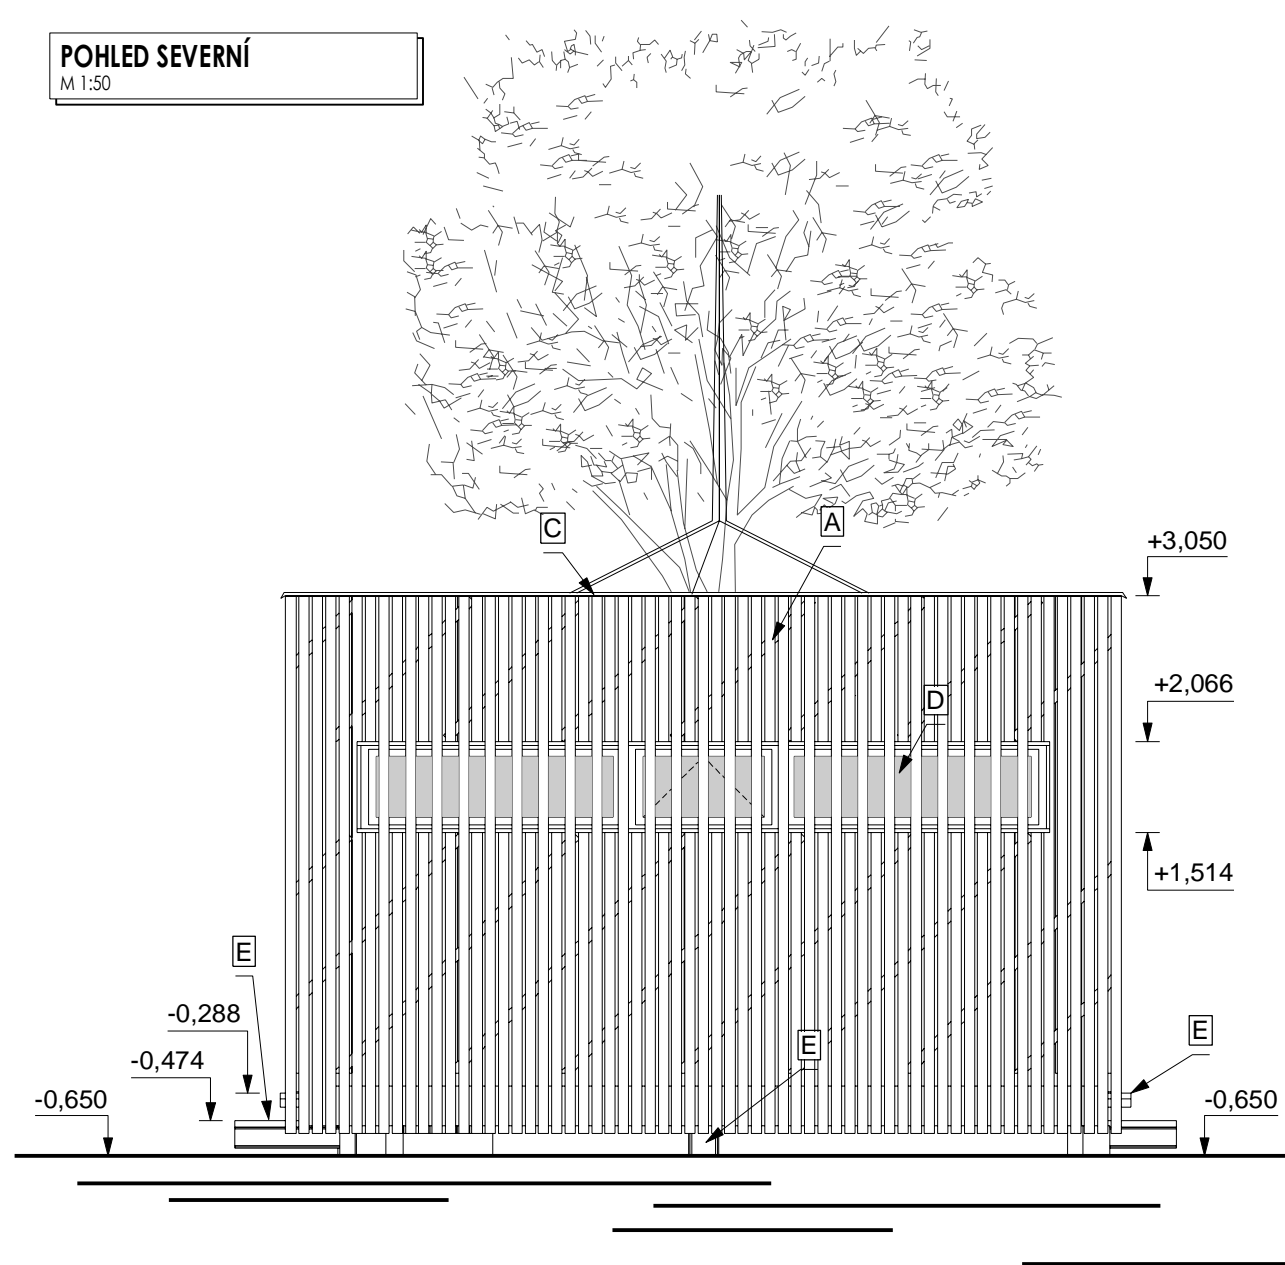 POHLED SEVERNÍ
M 1:50
C
A
+3,050
+2,066
D
+1,514
E
-0,288
E
E
-0,474
-0,650
-0,650